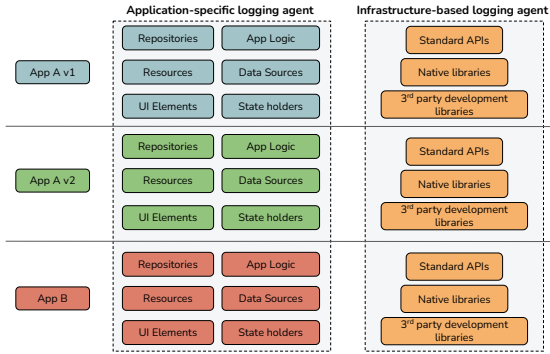 Application-specific logging agent
Infrastructure-based logging agent
App A v1
Repositories
App Logic
Resources
Data Sources
UI Elements
State holders
Standard APIs
Native libraries
3rd party development
libraries
App A v2
Repositories
App Logic
Resources
Data Sources
UI Elements
State holders
Standard APIs
Native libraries
3rd party development
libraries
App B
Repositories
App Logic
Resources
Data Sources
UI Elements
State holders
Standard APIs
Native libraries
3rd party development
libraries